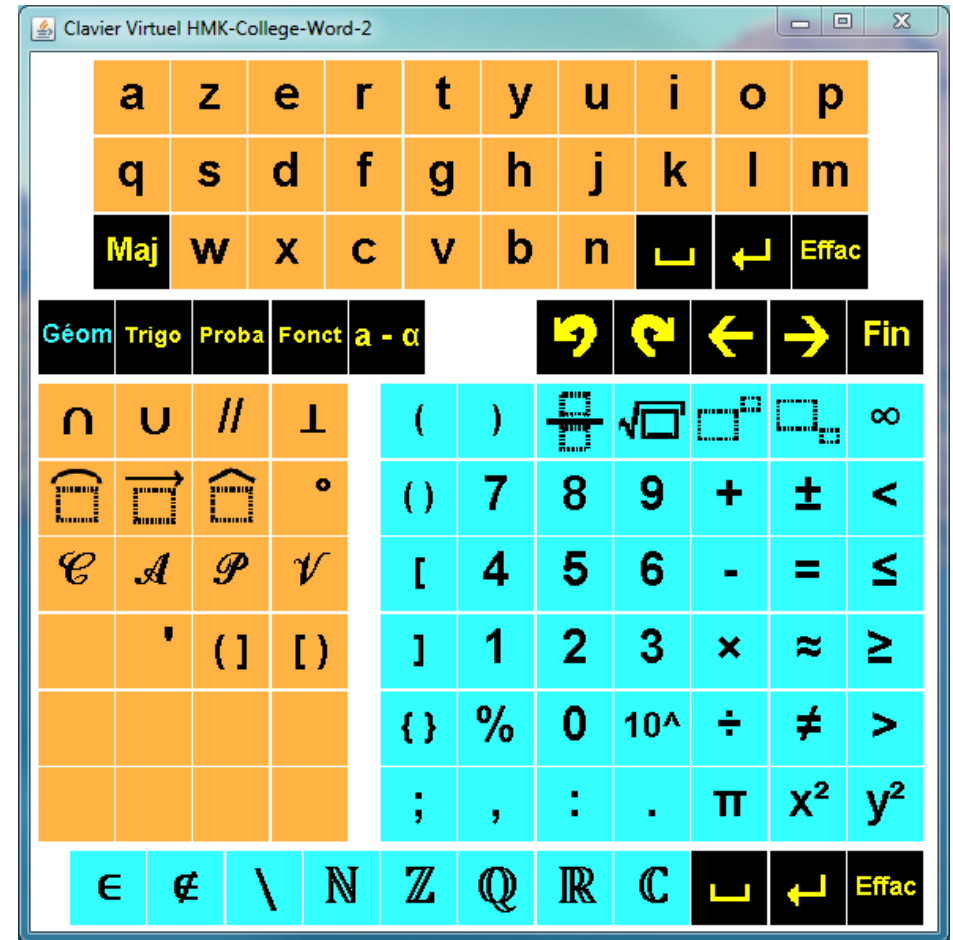 Clavier Virtuel HMK-College-Word-2
a z e r t y u i o p
q s d f g h j k l m
Maj w x c v b n ⎵ ↵ Effac
Géom Trigo Proba Fonct a - α ↶ ↷ ← → Fin
∩ ∪ // ⊥ ( ) √ ∞
° ( ) 7 8 9 + ± <
𝒞 𝒜 𝒫 𝒱 [ 4 5 6 - = ≤
' ( ] [ ) ] 1 2 3 × ≈ ≥
{ } % 0 10^ ÷ ≠ >
; , : . π x² y²
∈ ∉ \ ℕ ℤ ℚ ℝ ℂ ⎵ ↵ Effac